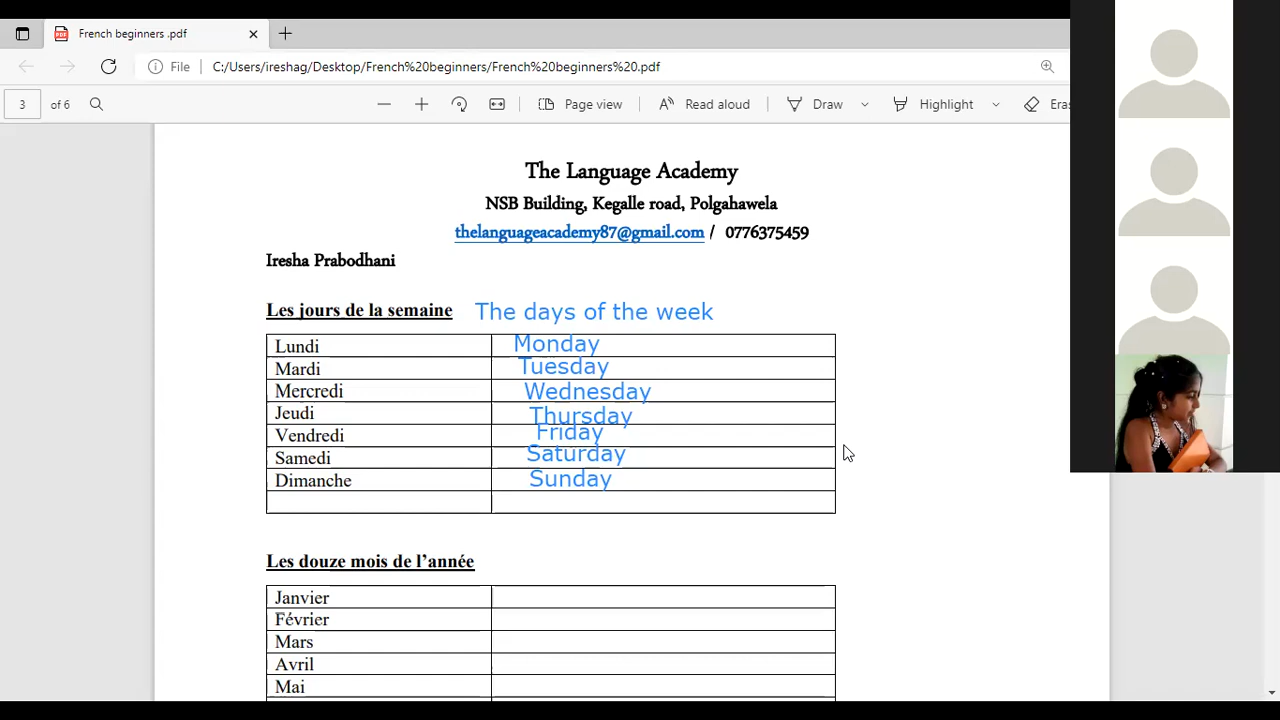 French beginners .pdf
File C:/Users/ireshag/Desktop/French%20beginners/French%20beginners%20.pdf
3 of 6 Page view Read aloud Draw Highlight Eras
The Language Academy
NSB Building, Kegalle road, Polgahawela
thelanguageacademy87@gmail.com / 0776375459
Iresha Prabodhani
Les jours de la semaine The days of the week
Lundi Monday
Mardi Tuesday
Mercredi Wednesday
Jeudi Thursday
Vendredi Friday
Samedi Saturday
Dimanche Sunday
Les douze mois de l’année
Janvier
Février
Mars
Avril
Mai